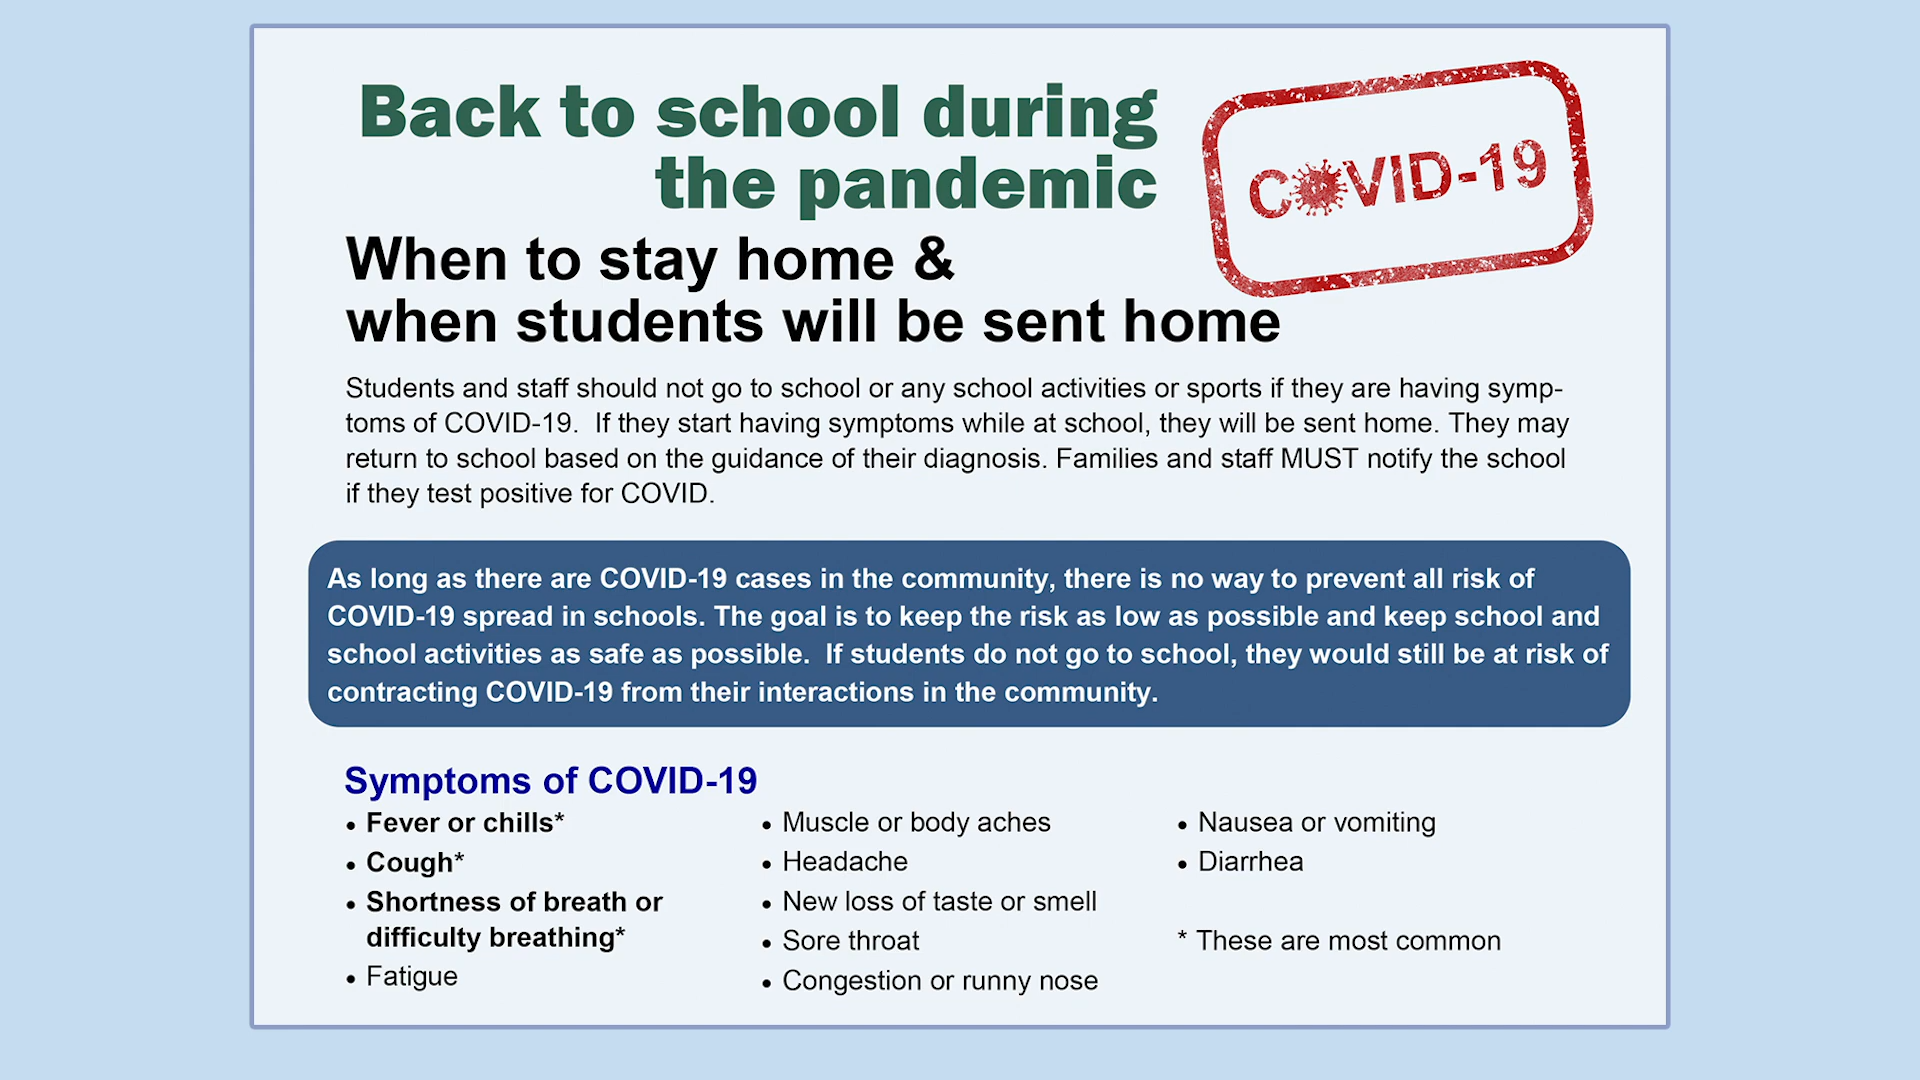 Back to school during
the pandemic
COVID-19
When to stay home &
when students will be sent home
Students and staff should not go to school or any school activities or sports if they are having symp-
toms of COVID-19.  If they start having symptoms while at school, they will be sent home. They may
return to school based on the guidance of their diagnosis. Families and staff MUST notify the school
if they test positive for COVID.
As long as there are COVID-19 cases in the community, there is no way to prevent all risk of
COVID-19 spread in schools. The goal is to keep the risk as low as possible and keep school and
school activities as safe as possible.  If students do not go to school, they would still be at risk of
contracting COVID-19 from their interactions in the community.
Symptoms of COVID-19
• Fever or chills*
• Cough*
• Shortness of breath or
difficulty breathing*
• Fatigue
• Muscle or body aches
• Headache
• New loss of taste or smell
• Sore throat
• Congestion or runny nose
• Nausea or vomiting
• Diarrhea
* These are most common